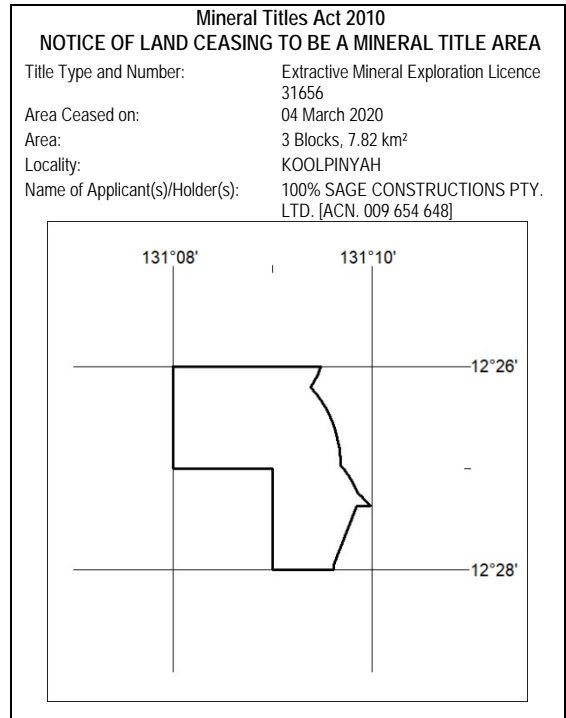 Mineral Titles Act 2010
NOTICE OF LAND CEASING TO BE A MINERAL TITLE AREA
Title Type and Number: Extractive Mineral Exploration Licence
31656
Area Ceased on: 04 March 2020
Area: 3 Blocks, 7.82 km²
Locality: KOOLPINYAH
Name of Applicant(s)/Holder(s): 100% SAGE CONSTRUCTIONS PTY.
LTD. [ACN. 009 654 648]
131°08' 131°10'
12°26'
12°28'